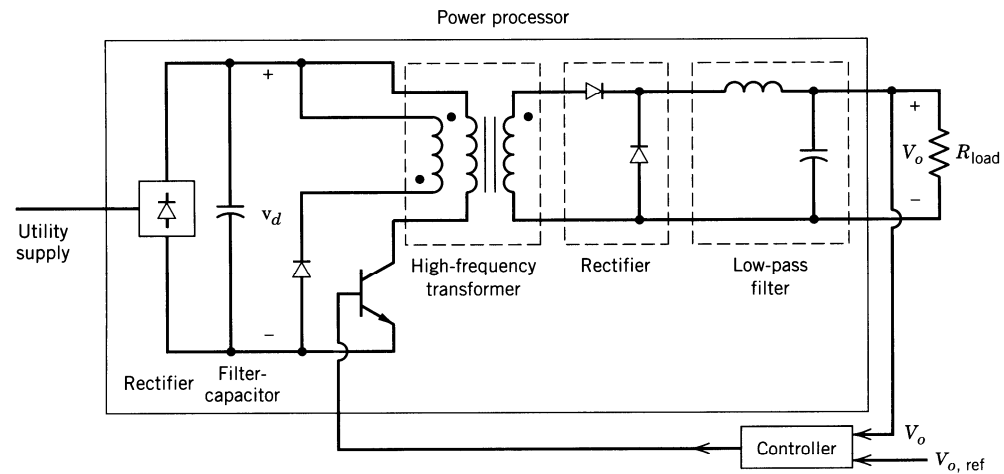 Power processor
+
v_d
−
+
V_o
−
R_load
Utility
supply
High-frequency
transformer
Rectifier
Low-pass
filter
Rectifier
Filter-
capacitor
Controller
V_o
V_o, ref